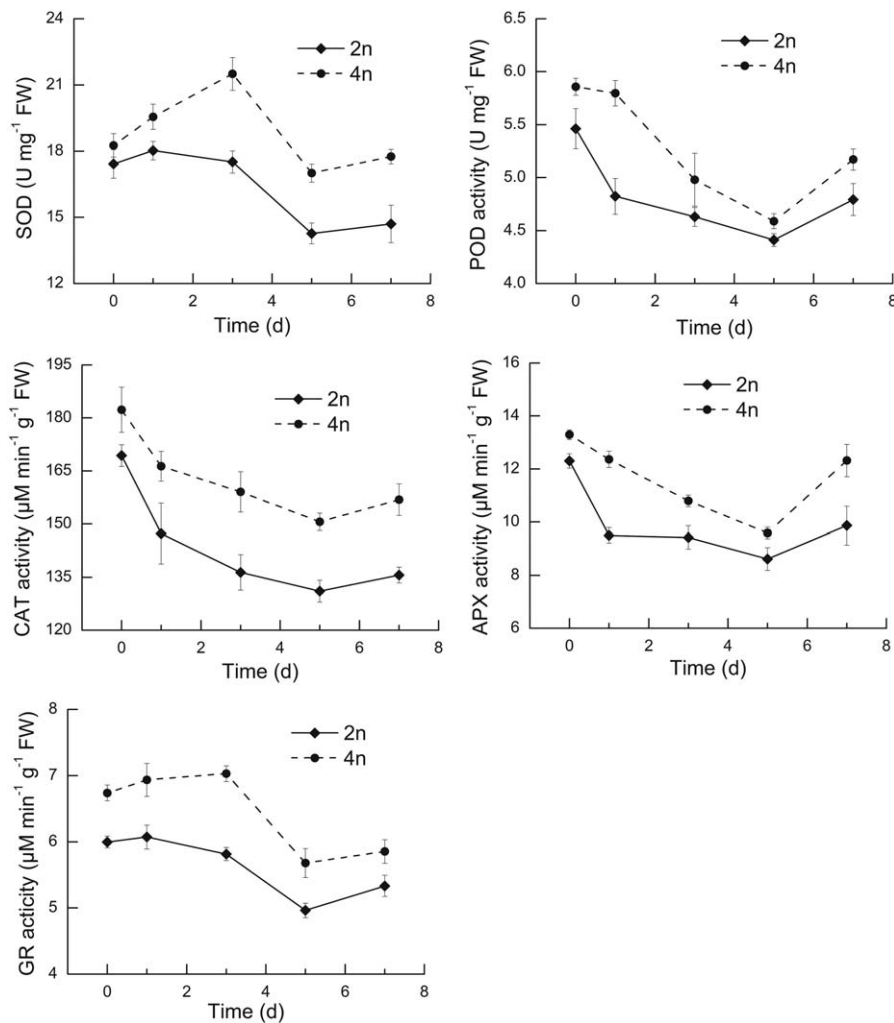 2n
4n
SOD (U mg⁻¹ FW)
21
18
15
12
0 2 4 6 8
Time (d)
2n
4n
POD activity (U mg⁻¹ FW)
6.5
6.0
5.5
5.0
4.5
4.0
0 2 4 6 8
Time (d)
2n
4n
CAT activity (µM min⁻¹ g⁻¹ FW)
195
180
165
150
135
120
0 2 4 6 8
Time (d)
2n
4n
APX activity (µM min⁻¹ g⁻¹ FW)
16
14
12
10
8
6
0 2 4 6 8
Time (d)
2n
4n
GR acticity (µM min⁻¹ g⁻¹ FW)
8
7
6
5
4
0 2 4 6 8
Time (d)